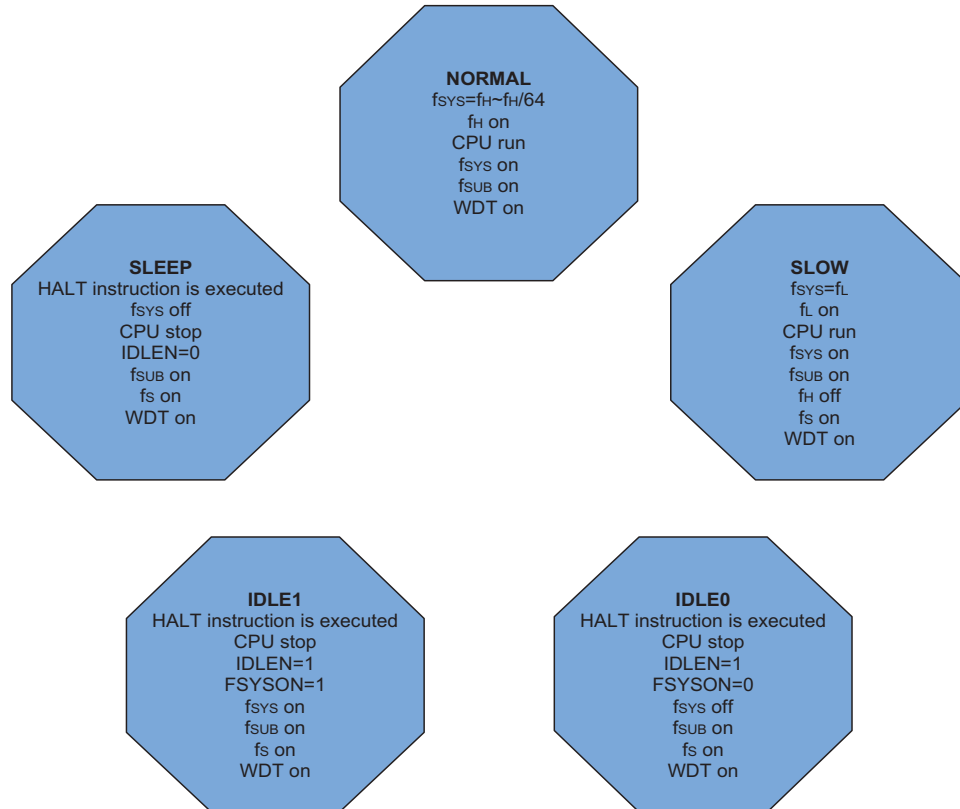 NORMAL
fSYS=fH~fH/64
fH on
CPU run
fSYS on
fSUB on
WDT on
SLEEP
HALT instruction is executed
fSYS off
CPU stop
IDLEN=0
fSUB on
fS on
WDT on
SLOW
fSYS=fL
fL on
CPU run
fSYS on
fSUB on
fH off
fS on
WDT on
IDLE1
HALT instruction is executed
CPU stop
IDLEN=1
FSYSON=1
fSYS on
fSUB on
fS on
WDT on
IDLE0
HALT instruction is executed
CPU stop
IDLEN=1
FSYSON=0
fSYS off
fSUB on
fS on
WDT on